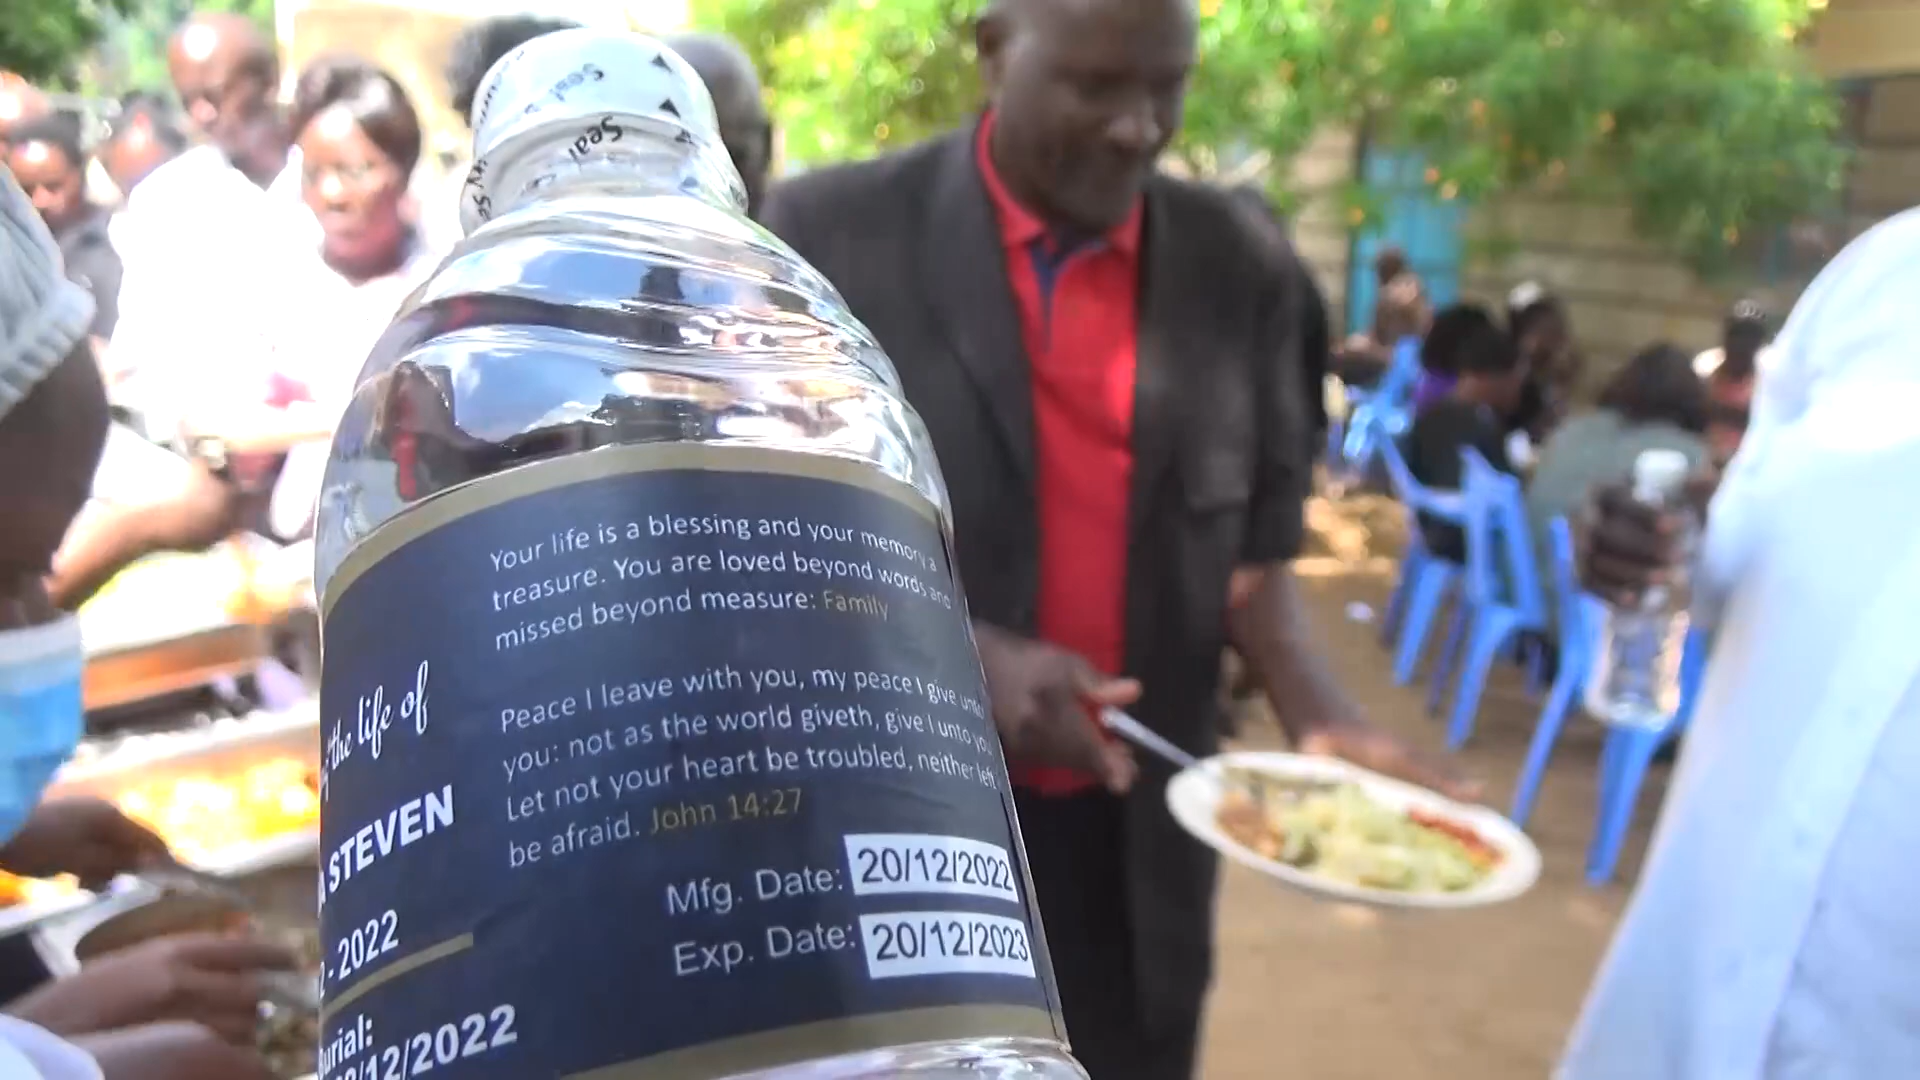 Seal
Seal
Your life is a blessing and your memory a
treasure. You are loved beyond words and
missed beyond measure: Family
Peace I leave with you, my peace I give unto
you: not as the world giveth, give I unto you.
Let not your heart be troubled, neither let
be afraid. John 14:27
Mfg. Date: 20/12/2022
Exp. Date: 20/12/2023
the life of
A STEVEN
- 2022
Burial:
/12/2022